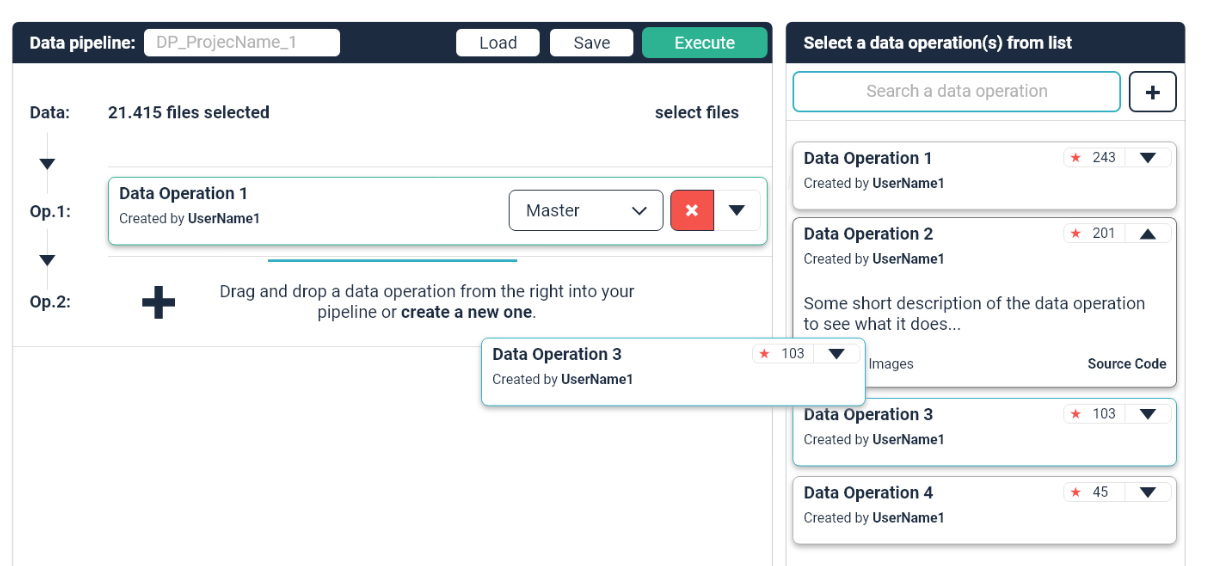 Data pipeline: DP_ProjecName_1 Load Save Execute
Data: 21.415 files selected select files
Op.1: Data Operation 1
Created by UserName1
Master
Op.2: Drag and drop a data operation from the right into your
pipeline or create a new one.
Data Operation 3 103
Created by UserName1
Select a data operation(s) from list
Search a data operation
Data Operation 1 243
Created by UserName1
Data Operation 2 201
Created by UserName1
Some short description of the data operation
to see what it does...
Images Source Code
Data Operation 3 103
Created by UserName1
Data Operation 4 45
Created by UserName1